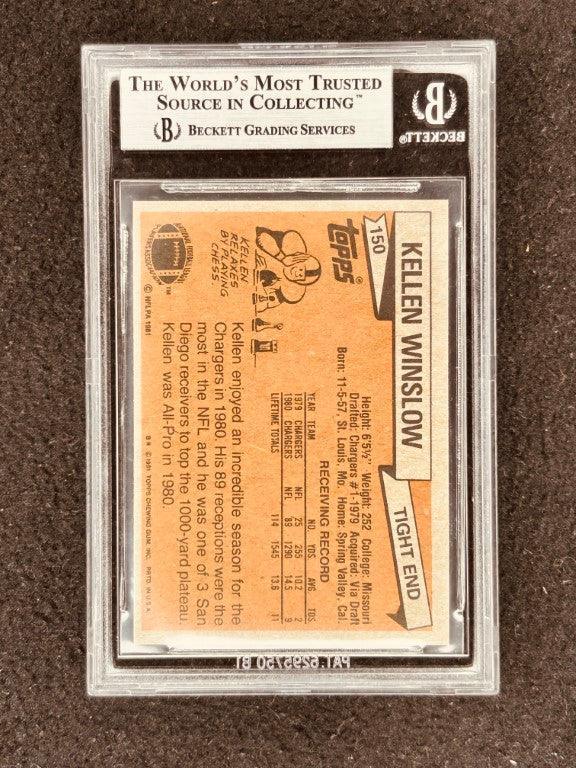 THE WORLD'S MOST TRUSTED
SOURCE IN COLLECTING™
B BECKETT GRADING SERVICES
B
BECKETT®
150
topps®
KELLEN WINSLOW
TIGHT END
Height: 6'5½" Weight: 252 College: Missouri
Drafted: Chargers #1-1979 Acquired: Via Draft
Born: 11-5-57, St. Louis, Mo. Home: Spring Valley, Cal.
RECEIVING RECORD
YEAR TEAM NO. YDS. AVG. TDS.
1979 CHARGERS NFL 25 255 10.2 2
1980 CHARGERS NFL 89 1290 14.5 9
LIFETIME TOTALS 114 1545 13.6 11
KELLEN
RELAXES
BY PLAYING
CHESS.
Kellen enjoyed an incredible season for the
Chargers in 1980. His 89 receptions were the
most in the NFL and he was one of 3 San
Diego receivers to top the 1000-yard plateau.
Kellen was All-Pro in 1980.
™
© NFLPA 1981
© 1981 TOPPS CHEWING GUM, INC. PRTD. IN U.S.A.
PAT. 6295750 B1